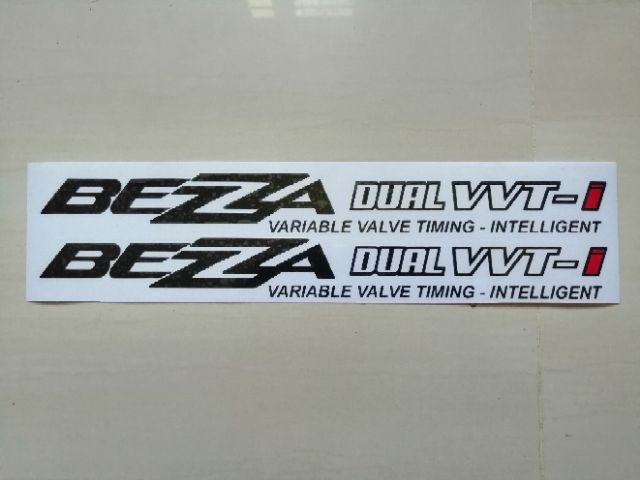 BEZZA DUAL VVT-i
VARIABLE VALVE TIMING - INTELLIGENT
BEZZA DUAL VVT-i
VARIABLE VALVE TIMING - INTELLIGENT